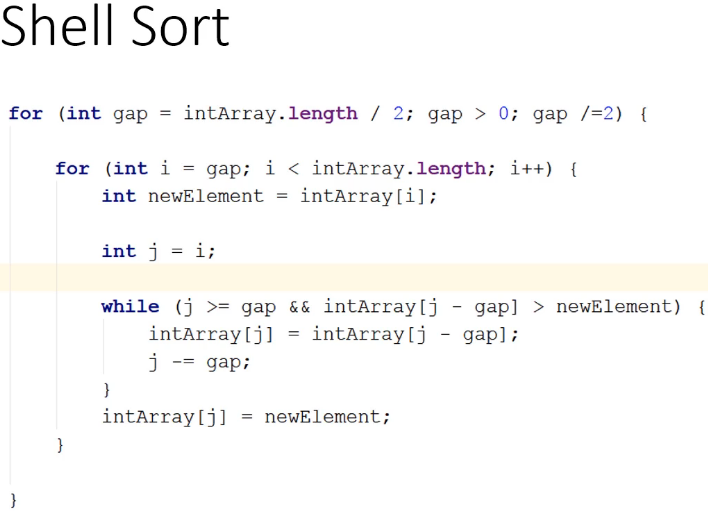 Shell Sort
for (int gap = intArray.length / 2; gap > 0; gap /=2) {
for (int i = gap; i < intArray.length; i++) {
int newElement = intArray[i];
int j = i;
while (j >= gap && intArray[j - gap] > newElement) {
intArray[j] = intArray[j - gap];
j -= gap;
}
intArray[j] = newElement;
}
}